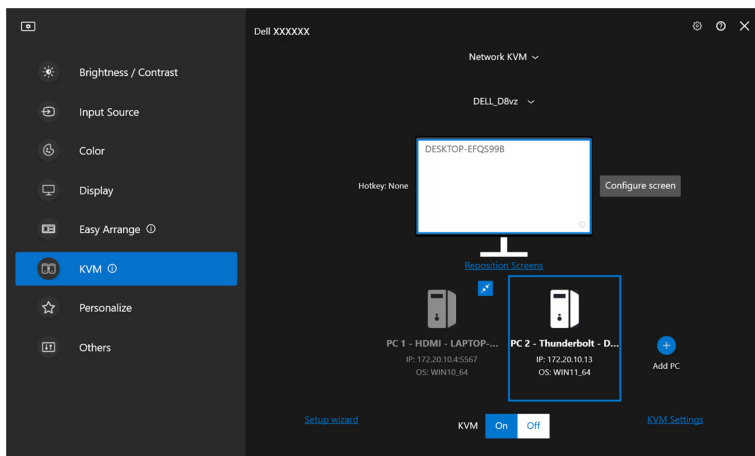 Dell XXXXXX
Network KVM
DELL_D8vz
Brightness / Contrast
Input Source
Color
Display
Easy Arrange
KVM
Personalize
Others
DESKTOP-EFQS99B
Hotkey: None
Configure screen
Reposition Screens
PC 1 - HDMI - LAPTOP-...
IP: 172.20.10.4:5567
OS: WIN10_64
PC 2 - Thunderbolt - D...
IP: 172.20.10.13
OS: WIN11_64
Add PC
Setup wizard
KVM On Off
KVM Settings